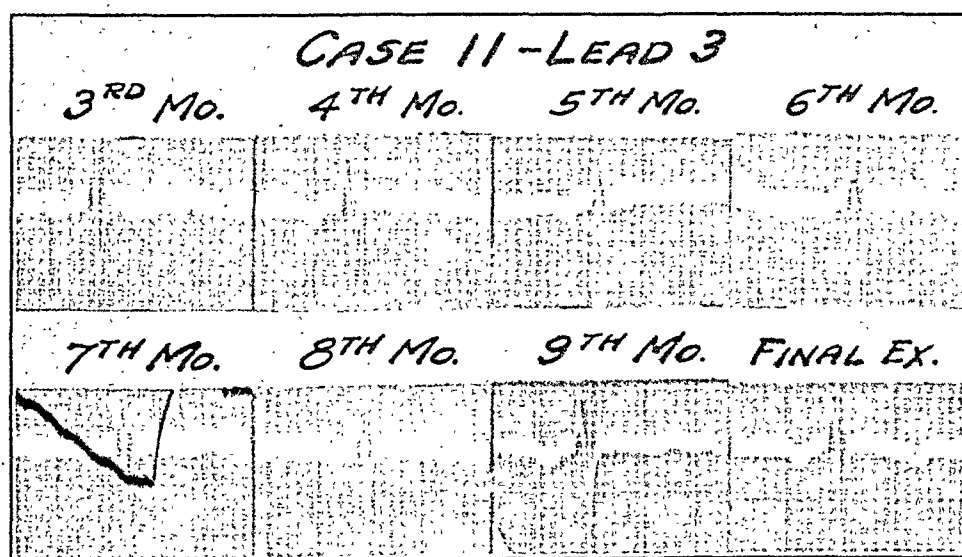 CASE 11-LEAD 3
3RD MO. 4TH MO. 5TH MO. 6TH MO.
7TH MO. 8TH MO. 9TH MO. FINAL EX.